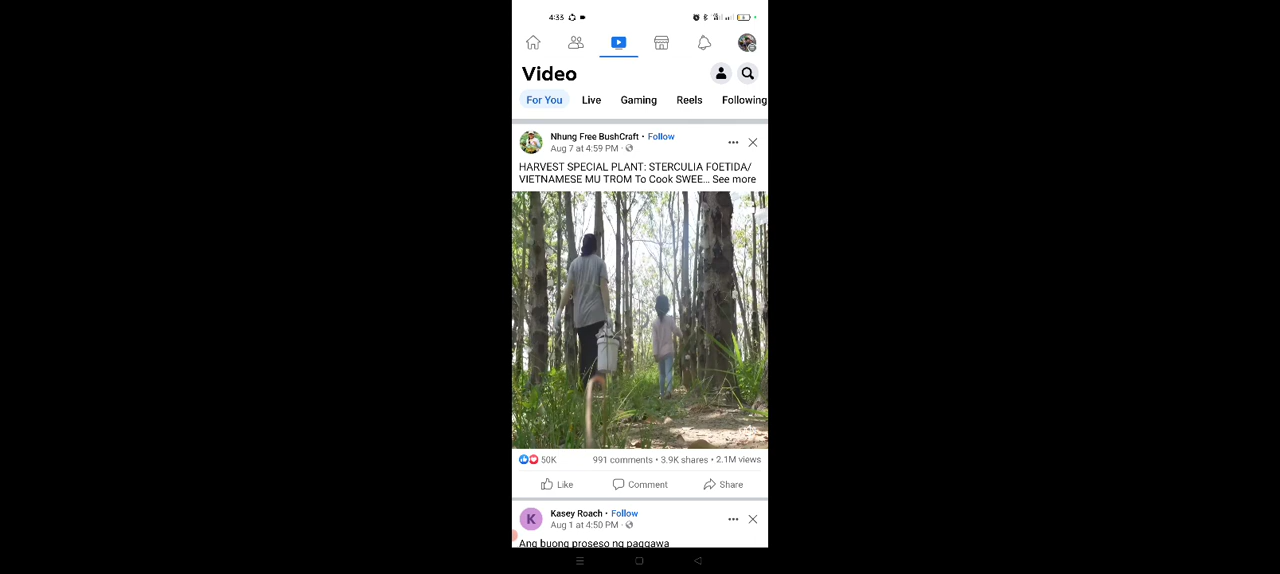 4:33
Video
For You Live Gaming Reels Following
Nhung Free BushCraft • Follow
Aug 7 at 4:59 PM •
HARVEST SPECIAL PLANT: STERCULIA FOETIDA/
VIETNAMESE MU TROM To Cook SWEE... See more
50K 991 comments • 3.9K shares • 2.1M views
Like Comment Share
K Kasey Roach • Follow
Aug 1 at 4:50 PM •
Ang buong proseso ng paggawa